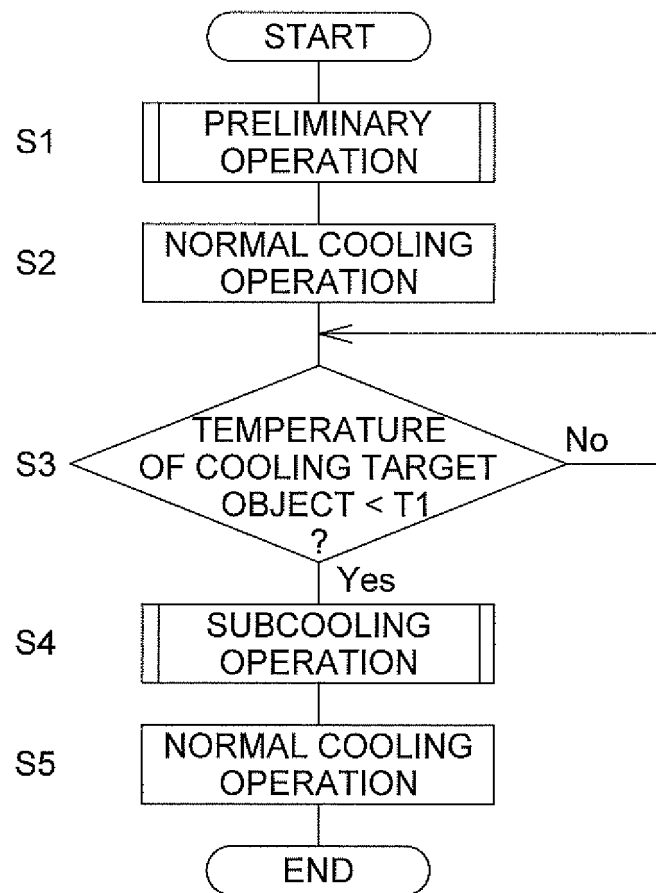 START
S1
PRELIMINARY
OPERATION
S2
NORMAL COOLING
OPERATION
S3
TEMPERATURE
OF COOLING TARGET
OBJECT < T1
?
No
Yes
S4
SUBCOOLING
OPERATION
S5
NORMAL COOLING
OPERATION
END